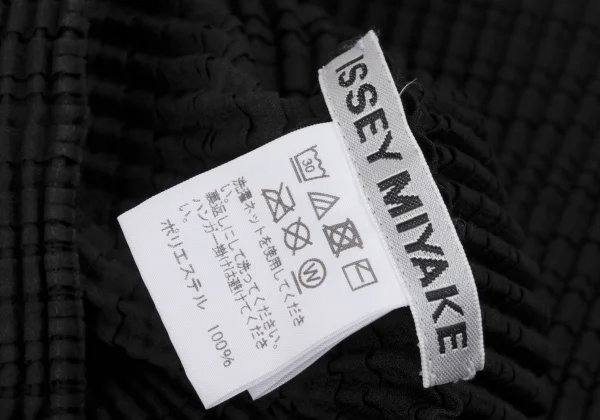 ISSEY MIYAKE
30
W
洗濯ネットを使用してくださ
い。
裏返しにして洗ってください。
ハンガー掛けは避けてくださ
い。
ポリエステル 100%